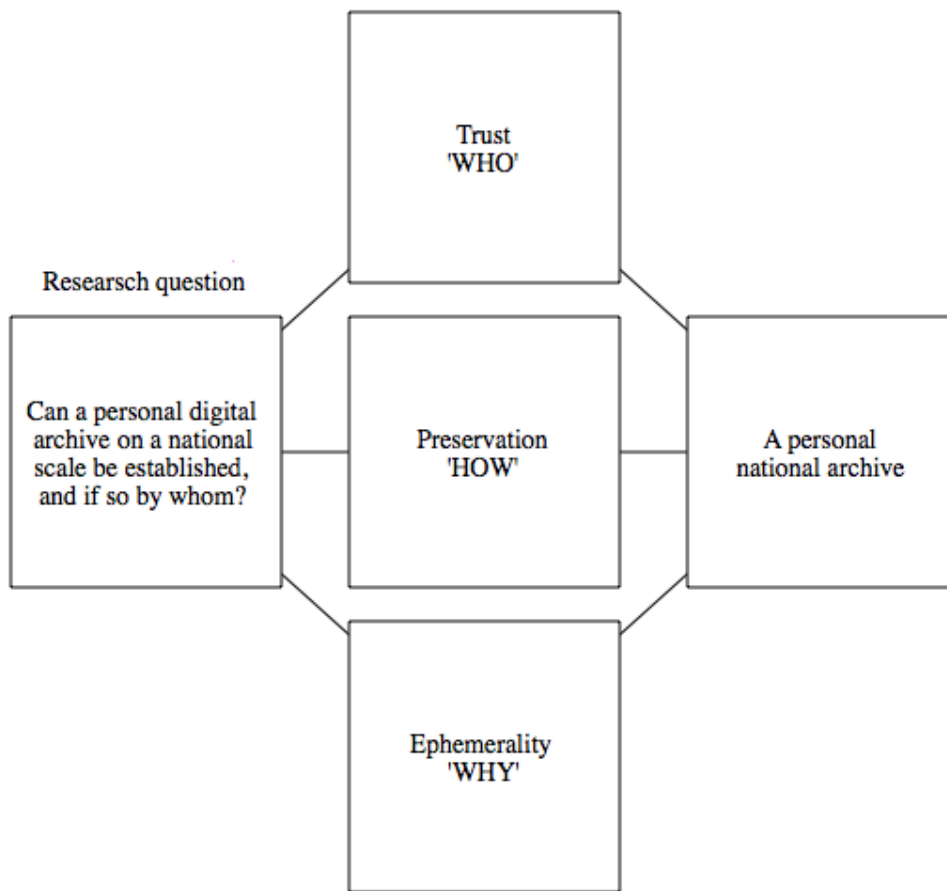 Trust
'WHO'
Researsch question
Can a personal digital
archive on a national
scale be established,
and if so by whom?
Preservation
'HOW'
A personal
national archive
Ephemerality
'WHY'